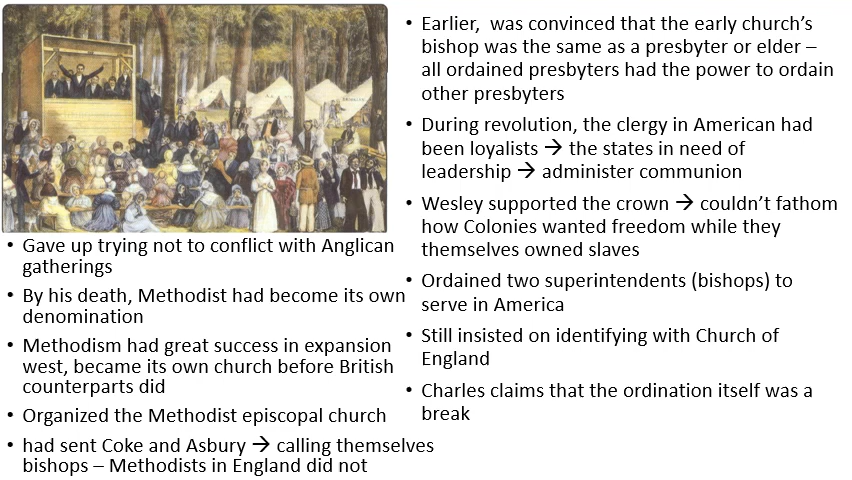 • Earlier,  was convinced that the early church’s
bishop was the same as a presbyter or elder –
all ordained presbyters had the power to ordain
other presbyters
• During revolution, the clergy in American had
been loyalists → the states in need of
leadership → administer communion
• Wesley supported the crown → couldn’t fathom
how Colonies wanted freedom while they
themselves owned slaves
• Ordained two superintendents (bishops) to
serve in America
• Still insisted on identifying with Church of
England
• Charles claims that the ordination itself was a
break
• Gave up trying not to conflict with Anglican
gatherings
• By his death, Methodist had become its own
denomination
• Methodism had great success in expansion
west, became its own church before British
counterparts did
• Organized the Methodist episcopal church
• had sent Coke and Asbury → calling themselves
bishops – Methodists in England did not